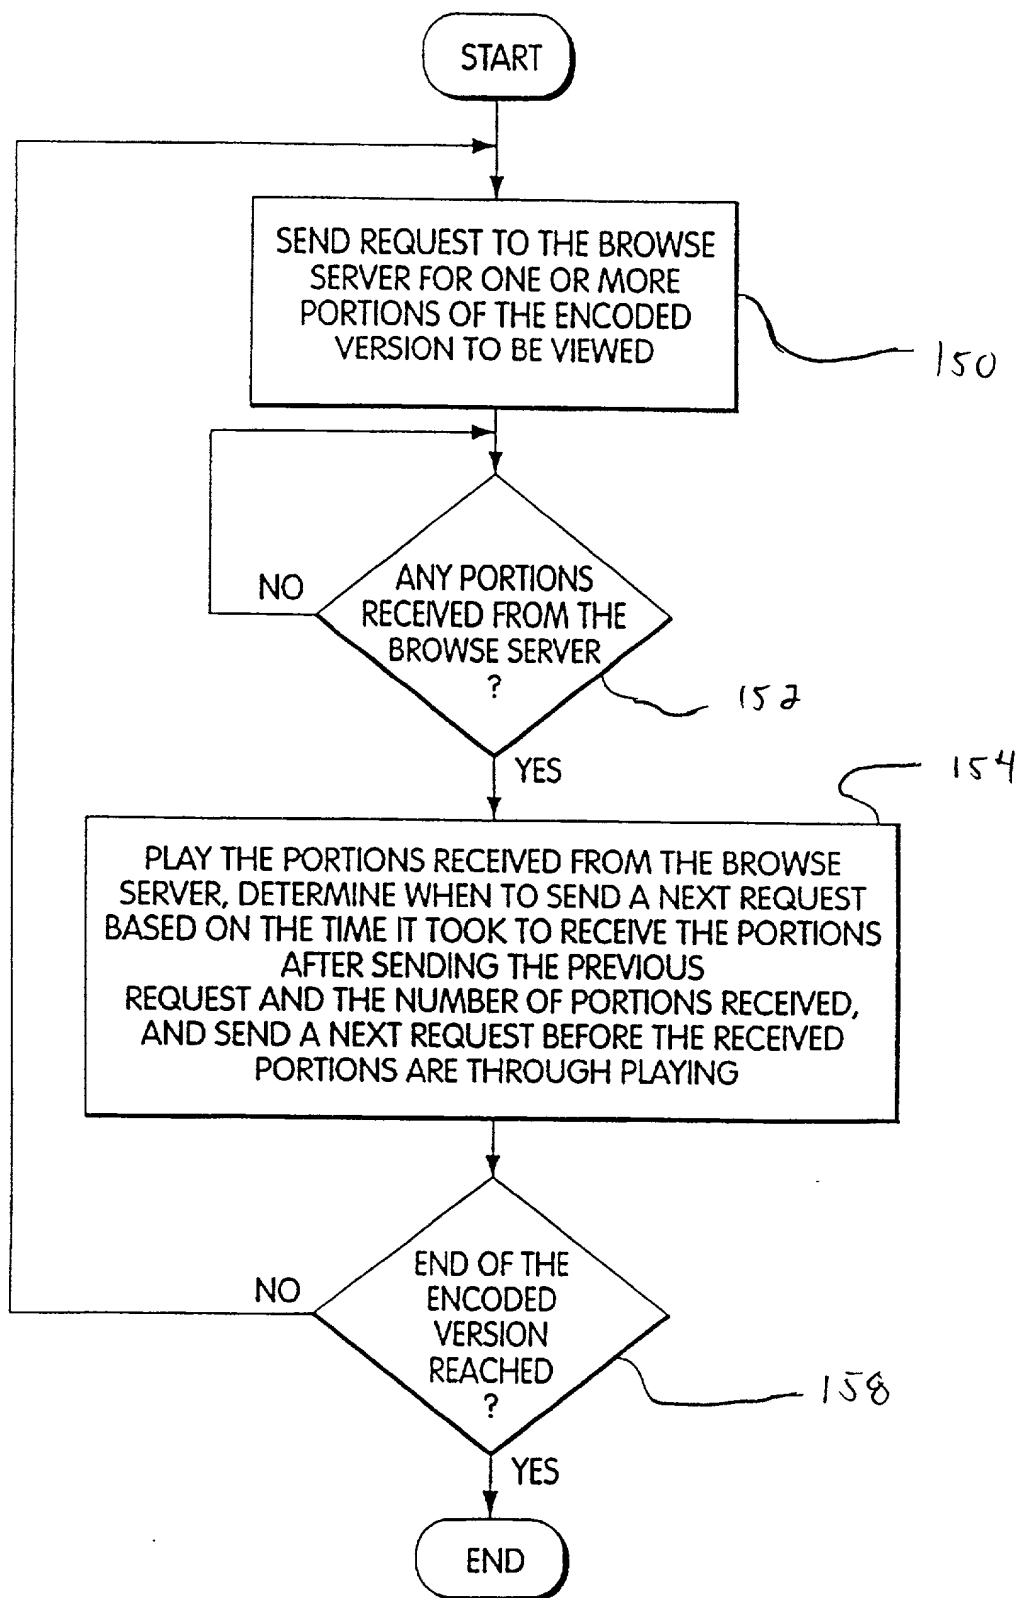 START
SEND REQUEST TO THE BROWSE
SERVER FOR ONE OR MORE
PORTIONS OF THE ENCODED
VERSION TO BE VIEWED
150
NO
ANY PORTIONS
RECEIVED FROM THE
BROWSE SERVER
?
152
YES
154
PLAY THE PORTIONS RECEIVED FROM THE BROWSE
SERVER, DETERMINE WHEN TO SEND A NEXT REQUEST
BASED ON THE TIME IT TOOK TO RECEIVE THE PORTIONS
AFTER SENDING THE PREVIOUS
REQUEST AND THE NUMBER OF PORTIONS RECEIVED,
AND SEND A NEXT REQUEST BEFORE THE RECEIVED
PORTIONS ARE THROUGH PLAYING
NO
END OF THE
ENCODED
VERSION
REACHED
?
158
YES
END